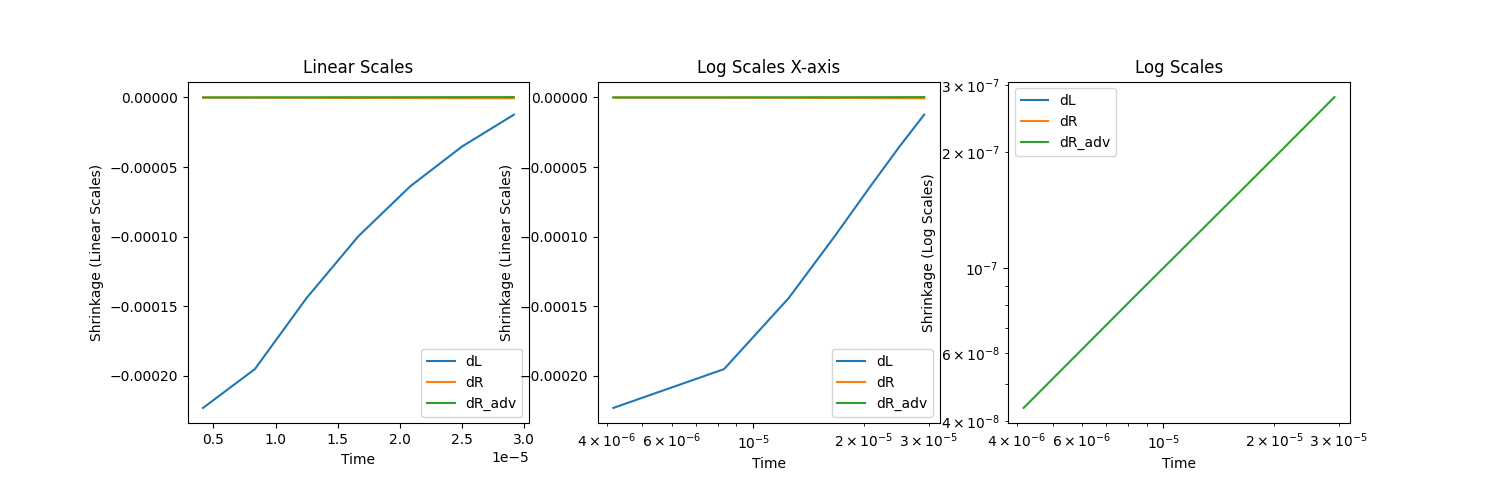 Linear Scales
Shrinkage (Linear Scales)
0.00000
−0.00005
−0.00010
−0.00015
−0.00020
dL
dR
dR_adv
0.5 1.0 1.5 2.0 2.5 3.0
1e−5
Time
Log Scales X-axis
Shrinkage (Linear Scales)
0.00000
−0.00005
−0.00010
−0.00015
−0.00020
dL
dR
dR_adv
4 × 10⁻⁶ 6 × 10⁻⁶ 10⁻⁵ 2 × 10⁻⁵ 3 × 10⁻⁵
Time
Log Scales
Shrinkage (Log Scales)
3 × 10⁻⁷
2 × 10⁻⁷
10⁻⁷
6 × 10⁻⁸
4 × 10⁻⁸
dL
dR
dR_adv
4 × 10⁻⁶ 6 × 10⁻⁶ 10⁻⁵ 2 × 10⁻⁵ 3 × 10⁻⁵
Time